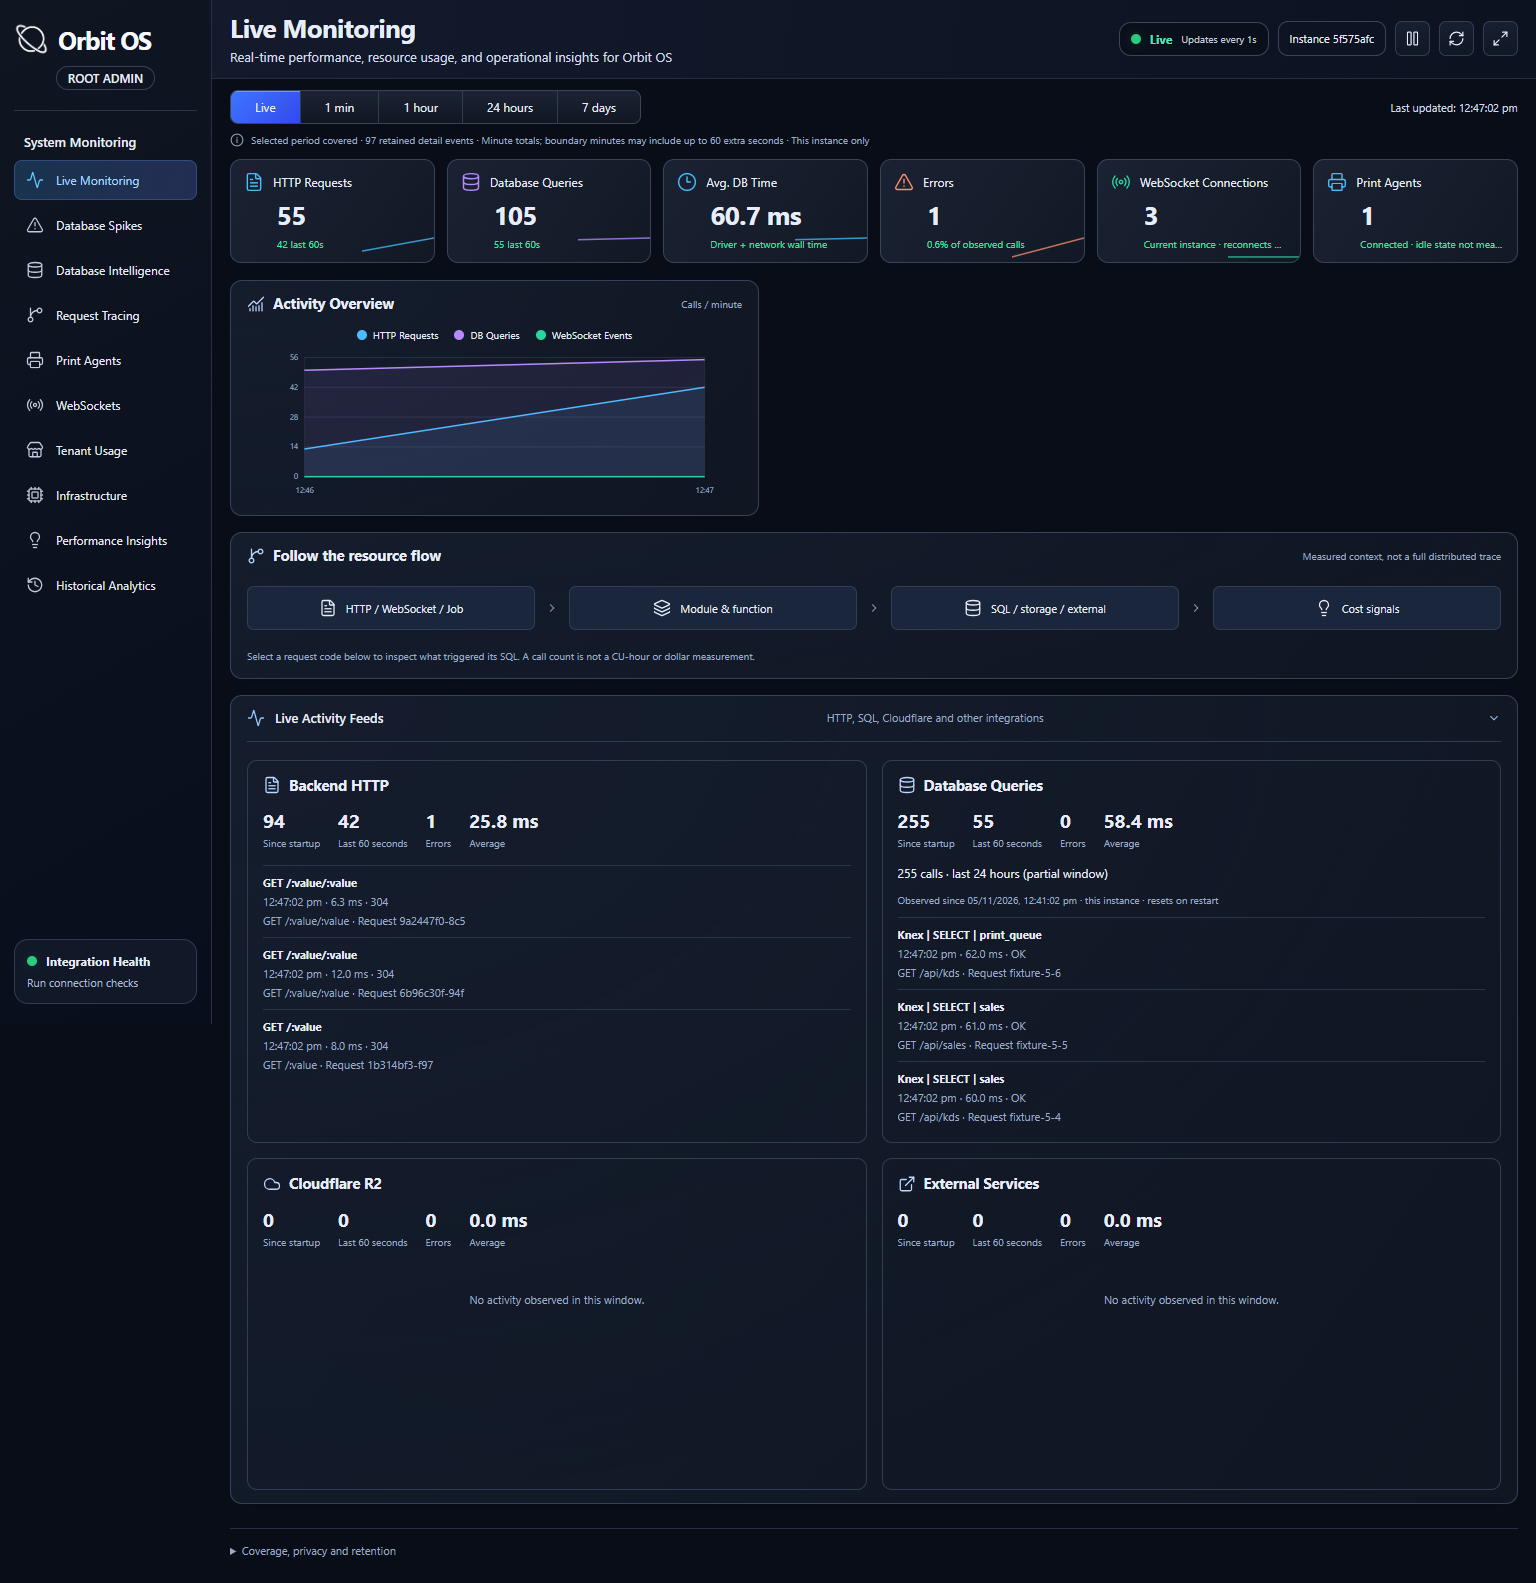 Orbit OS
ROOT ADMIN
System Monitoring
Live Monitoring
Database Spikes
Database Intelligence
Request Tracing
Print Agents
WebSockets
Tenant Usage
Infrastructure
Performance Insights
Historical Analytics
Integration Health
Run connection checks
Live Monitoring
Real-time performance, resource usage, and operational insights for Orbit OS
Live Updates every 1s
Instance 5f575afc
Live 1 min 1 hour 24 hours 7 days
Last updated: 12:47:02 pm
Selected period covered · 97 retained detail events · Minute totals; boundary minutes may include up to 60 extra seconds · This instance only
HTTP Requests
55
42 last 60s
Database Queries
105
55 last 60s
Avg. DB Time
60.7 ms
Driver + network wall time
Errors
1
0.6% of observed calls
WebSocket Connections
3
Current instance · reconnects ...
Print Agents
1
Connected · idle state not mea...
Activity Overview
Calls / minute
HTTP Requests DB Queries WebSocket Events
56
42
28
14
0
12:46 12:47
Follow the resource flow
Measured context, not a full distributed trace
HTTP / WebSocket / Job
Module & function
SQL / storage / external
Cost signals
Select a request code below to inspect what triggered its SQL. A call count is not a CU-hour or dollar measurement.
Live Activity Feeds
HTTP, SQL, Cloudflare and other integrations
Backend HTTP
94 42 1 25.8 ms
Since startup Last 60 seconds Errors Average
GET /:value/:value
12:47:02 pm · 6.3 ms · 304
GET /:value/:value · Request 9a2447f0-8c5
GET /:value/:value
12:47:02 pm · 12.0 ms · 304
GET /:value/:value · Request 6b96c30f-94f
GET /:value
12:47:02 pm · 8.0 ms · 304
GET /:value · Request 1b314bf3-f97
Database Queries
255 55 0 58.4 ms
Since startup Last 60 seconds Errors Average
255 calls · last 24 hours (partial window)
Observed since 05/11/2026, 12:41:02 pm · this instance · resets on restart
Knex | SELECT | print_queue
12:47:02 pm · 62.0 ms · OK
GET /api/kds · Request fixture-5-6
Knex | SELECT | sales
12:47:02 pm · 61.0 ms · OK
GET /api/sales · Request fixture-5-5
Knex | SELECT | sales
12:47:02 pm · 60.0 ms · OK
GET /api/kds · Request fixture-5-4
Cloudflare R2
0 0 0 0.0 ms
Since startup Last 60 seconds Errors Average
No activity observed in this window.
External Services
0 0 0 0.0 ms
Since startup Last 60 seconds Errors Average
No activity observed in this window.
Coverage, privacy and retention